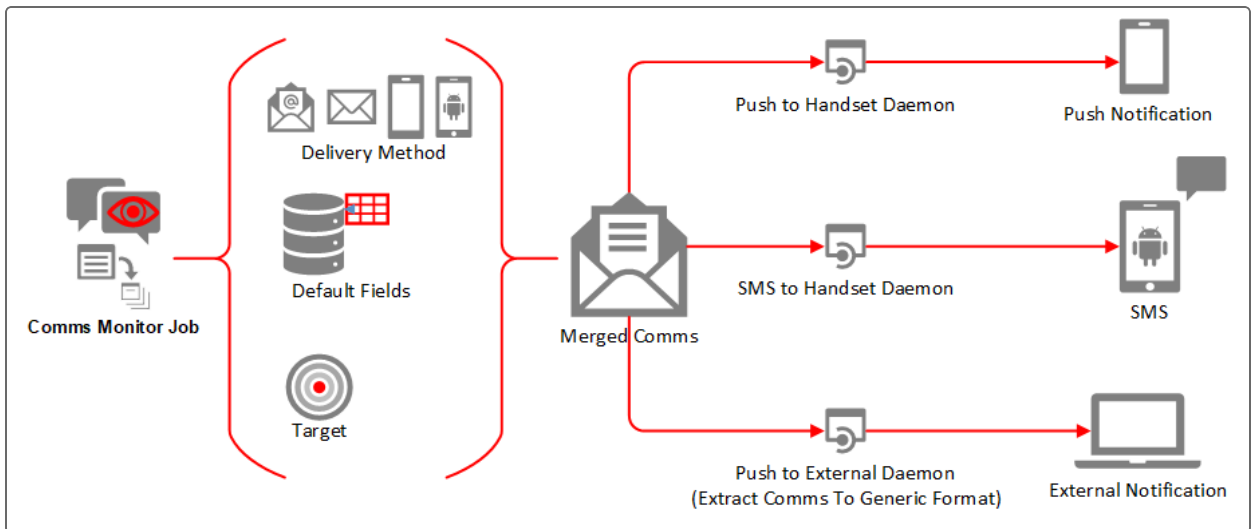 Comms Monitor Job
Delivery Method
@
Default Fields
Target
Merged Comms
Push to Handset Daemon
Push Notification
SMS to Handset Daemon
SMS
Push to External Daemon
(Extract Comms To Generic Format)
External Notification